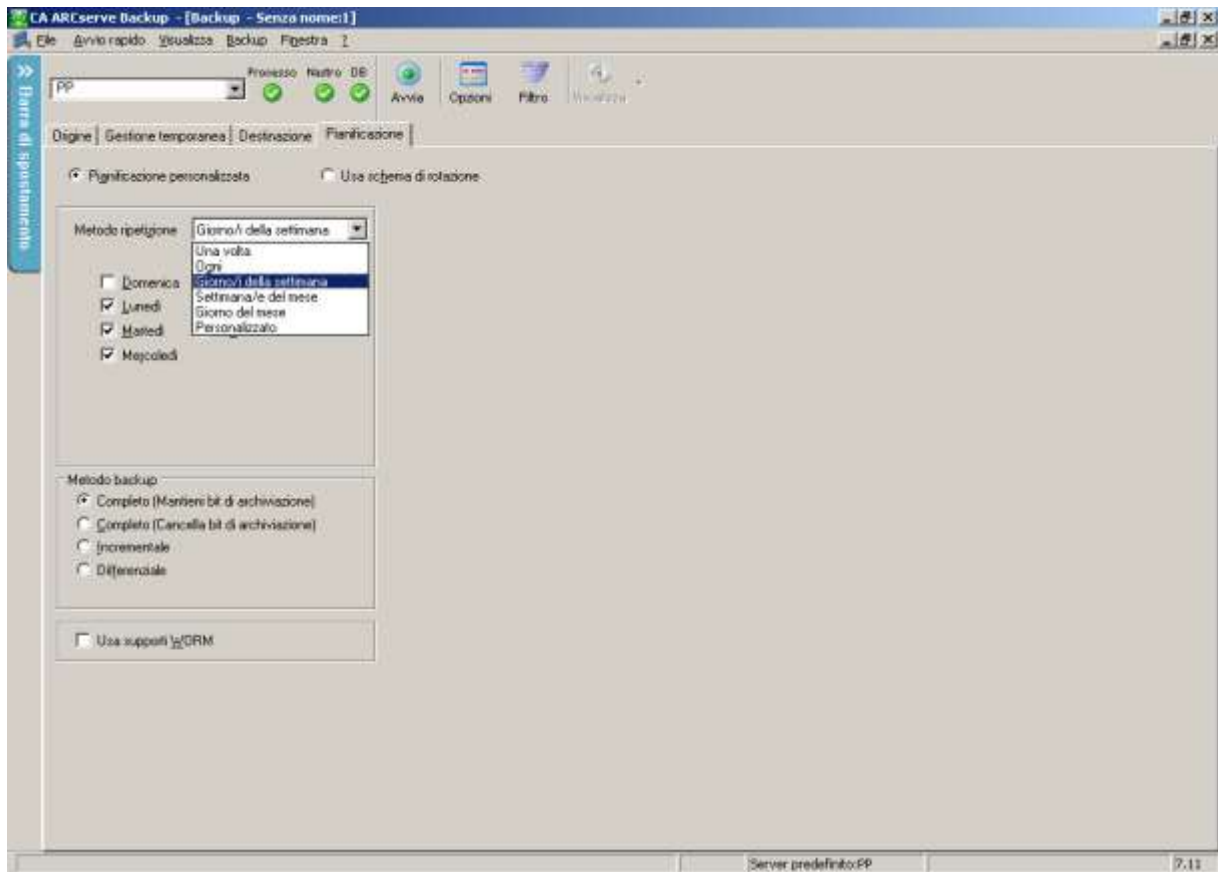 CA ARCserve Backup - [Backup - Senza nome:1]
File Avvio rapido Visualizza Backup Finestra ?
Barra di spostamento
PP
Processo Nastro DB
Avvia Opzioni Filtro Visualizza
Origine Gestione temporanea Destinazione Pianificazione
Pianificazione personalizzata Usa schema di rotazione
Metodo ripetizione Giorno/i della settimana
Una volta
Ogni
Giorno/i della settimana
Settimana/e del mese
Giorno del mese
Personalizzato
Domenica
Lunedì
Martedì
Mercoledì
Metodo backup
Completo (Mantieni bit di archiviazione)
Completo (Cancella bit di archiviazione)
Incrementale
Differenziale
Usa supporti WORM
Server predefinito:PP
7.11